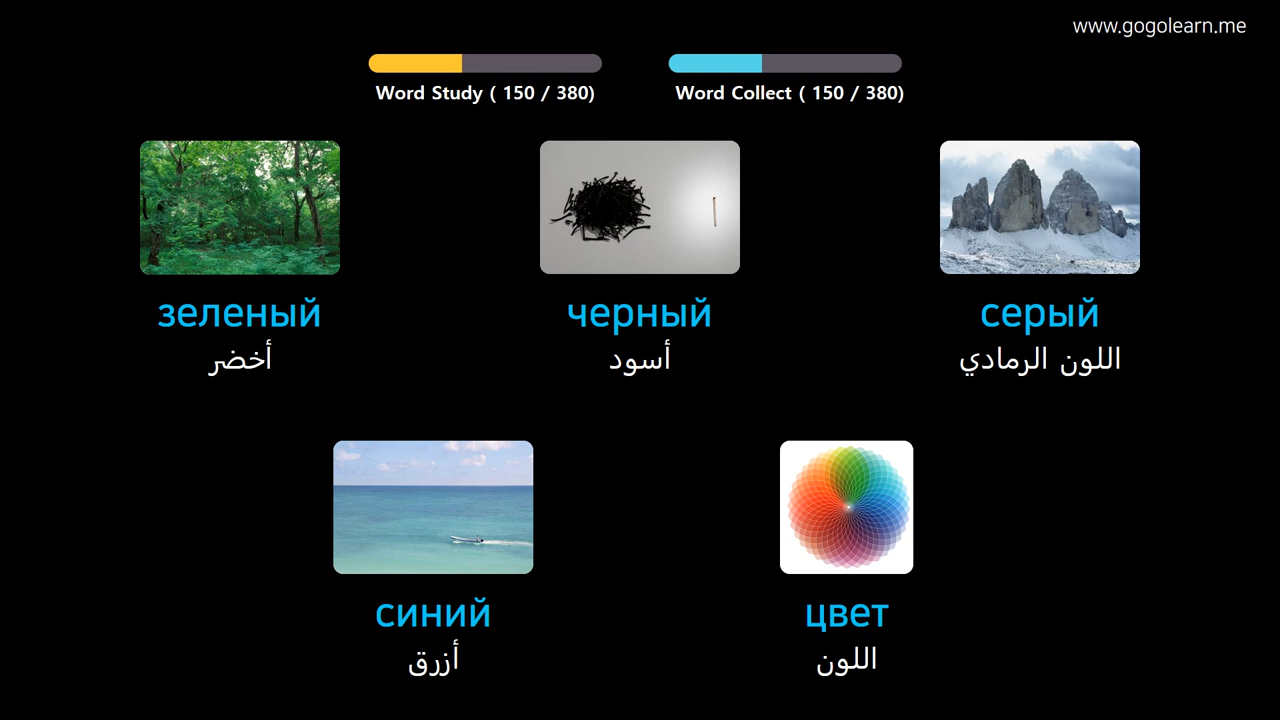 www.gogolearn.me
Word Study ( 150 / 380)
Word Collect ( 150 / 380)
зеленый
أخضر
черный
أسود
серый
اللون الرمادي
синий
أزرق
цвет
اللون